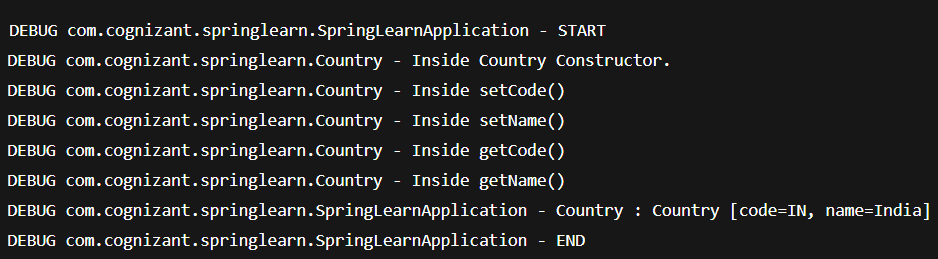 DEBUG com.cognizant.springlearn.SpringLearnApplication - START
DEBUG com.cognizant.springlearn.Country - Inside Country Constructor.
DEBUG com.cognizant.springlearn.Country - Inside setCode()
DEBUG com.cognizant.springlearn.Country - Inside setName()
DEBUG com.cognizant.springlearn.Country - Inside getCode()
DEBUG com.cognizant.springlearn.Country - Inside getName()
DEBUG com.cognizant.springlearn.SpringLearnApplication - Country : Country [code=IN, name=India]
DEBUG com.cognizant.springlearn.SpringLearnApplication - END